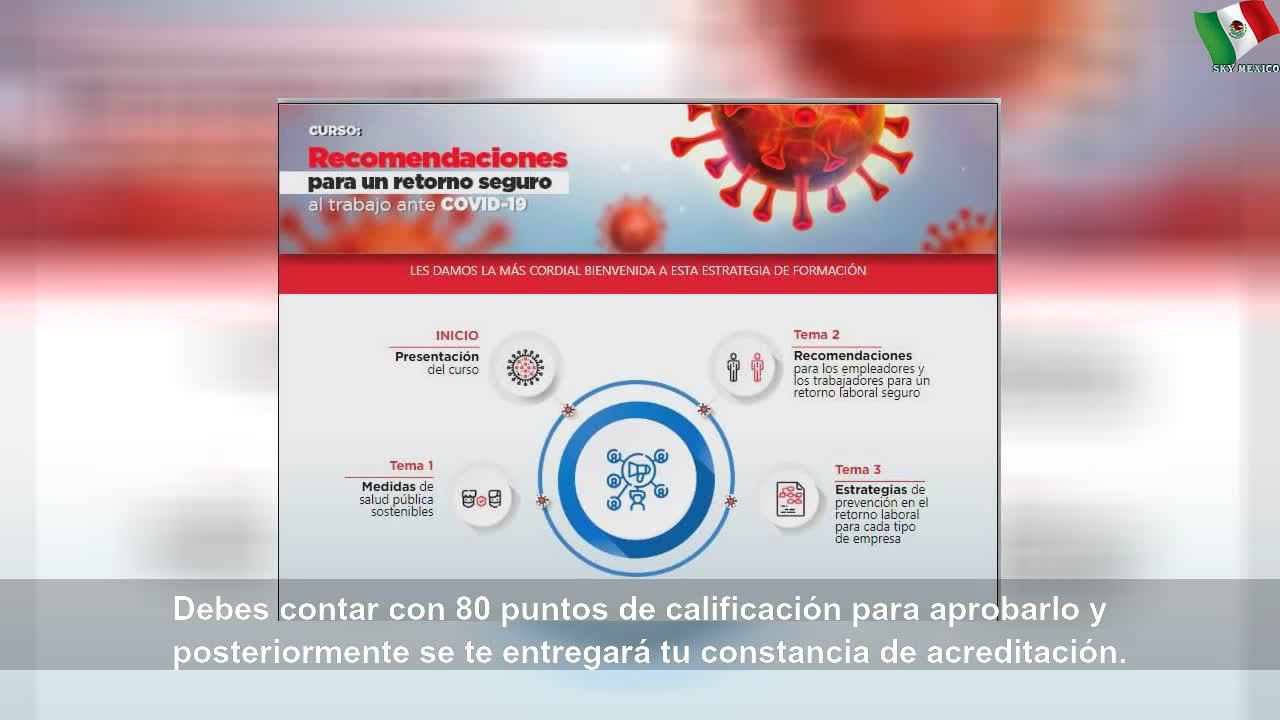 SKY MEXICO
CURSO:
Recomendaciones
para un retorno seguro
al trabajo ante COVID-19
LES DAMOS LA MÁS CORDIAL BIENVENIDA A ESTA ESTRATEGIA DE FORMACIÓN
INICIO
Presentación
del curso
Tema 1
Medidas de
salud pública
sostenibles
Tema 2
Recomendaciones
para los empleadores y
los trabajadores para un
retorno laboral seguro
Tema 3
Estrategias de
prevención en el
retorno laboral
para cada tipo
de empresa
Debes contar con 80 puntos de calificación para aprobarlo y
posteriormente se te entregará tu constancia de acreditación.